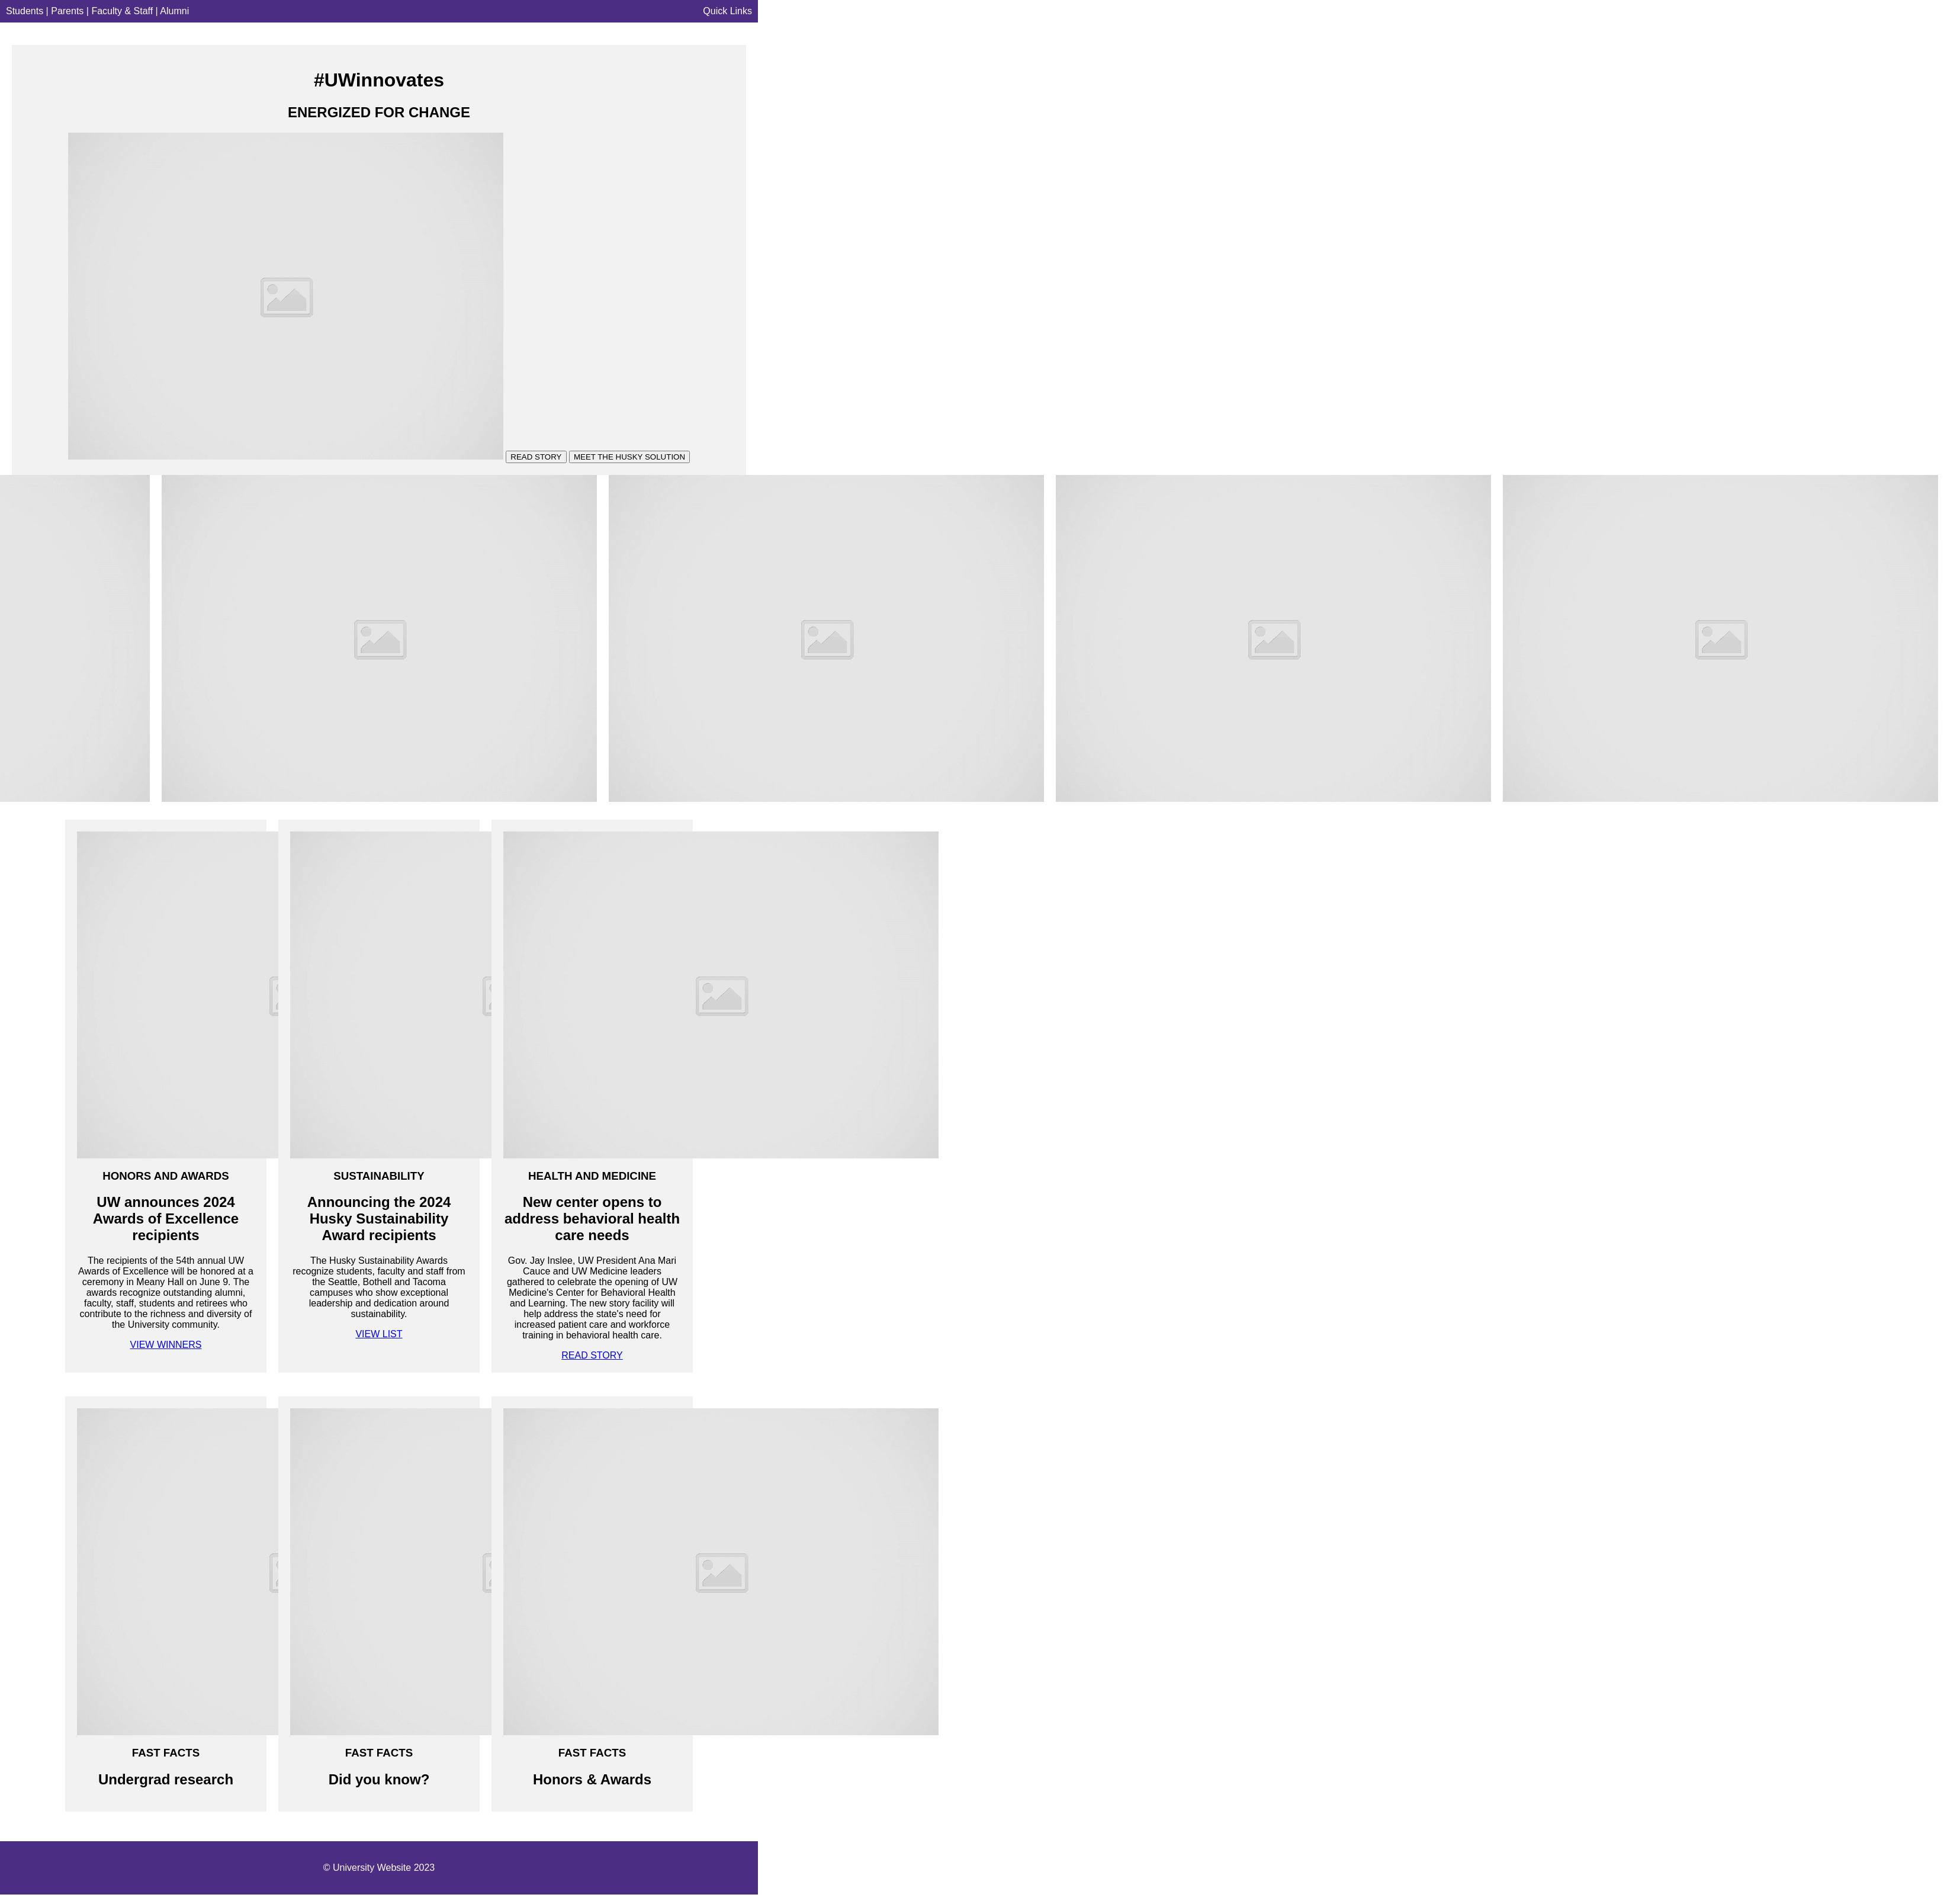 Students | Parents | Faculty & Staff | Alumni
Quick Links
#UWinnovates
ENERGIZED FOR CHANGE
READ STORY
MEET THE HUSKY SOLUTION
HONORS AND AWARDS
UW announces 2024
Awards of Excellence
recipients
The recipients of the 54th annual UW
Awards of Excellence will be honored at a
ceremony in Meany Hall on June 9. The
awards recognize outstanding alumni,
faculty, staff, students and retirees who
contribute to the richness and diversity of
the University community.
VIEW WINNERS
SUSTAINABILITY
Announcing the 2024
Husky Sustainability
Award recipients
The Husky Sustainability Awards
recognize students, faculty and staff from
the Seattle, Bothell and Tacoma
campuses who show exceptional
leadership and dedication around
sustainability.
VIEW LIST
HEALTH AND MEDICINE
New center opens to
address behavioral health
care needs
Gov. Jay Inslee, UW President Ana Mari
Cauce and UW Medicine leaders
gathered to celebrate the opening of UW
Medicine's Center for Behavioral Health
and Learning. The new story facility will
help address the state's need for
increased patient care and workforce
training in behavioral health care.
READ STORY
FAST FACTS
Undergrad research
FAST FACTS
Did you know?
FAST FACTS
Honors & Awards
© University Website 2023